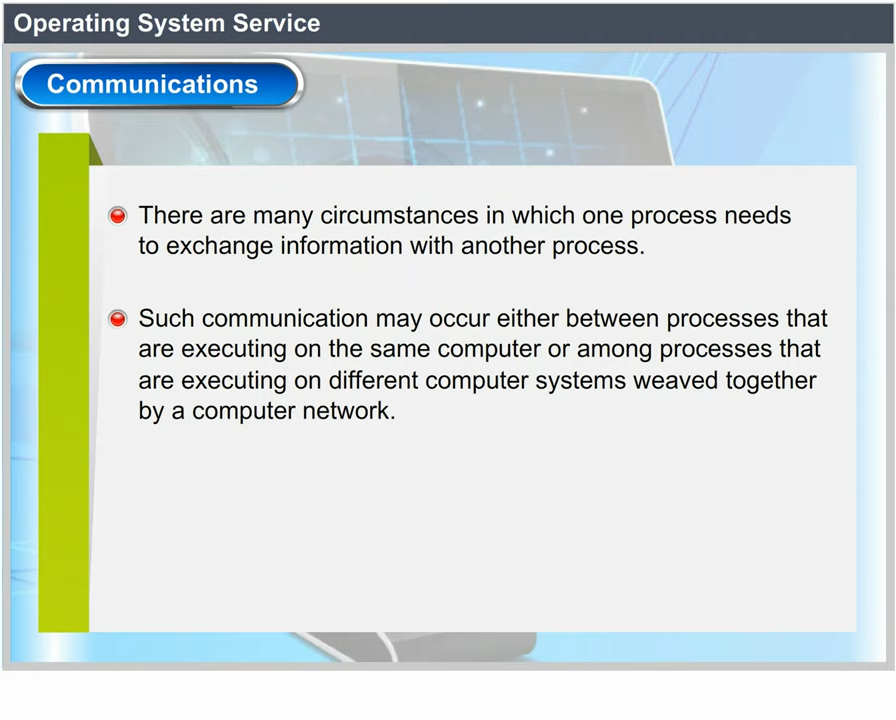 Operating System Service
Communications
There are many circumstances in which one process needs
to exchange information with another process.
Such communication may occur either between processes that
are executing on the same computer or among processes that
are executing on different computer systems weaved together
by a computer network.